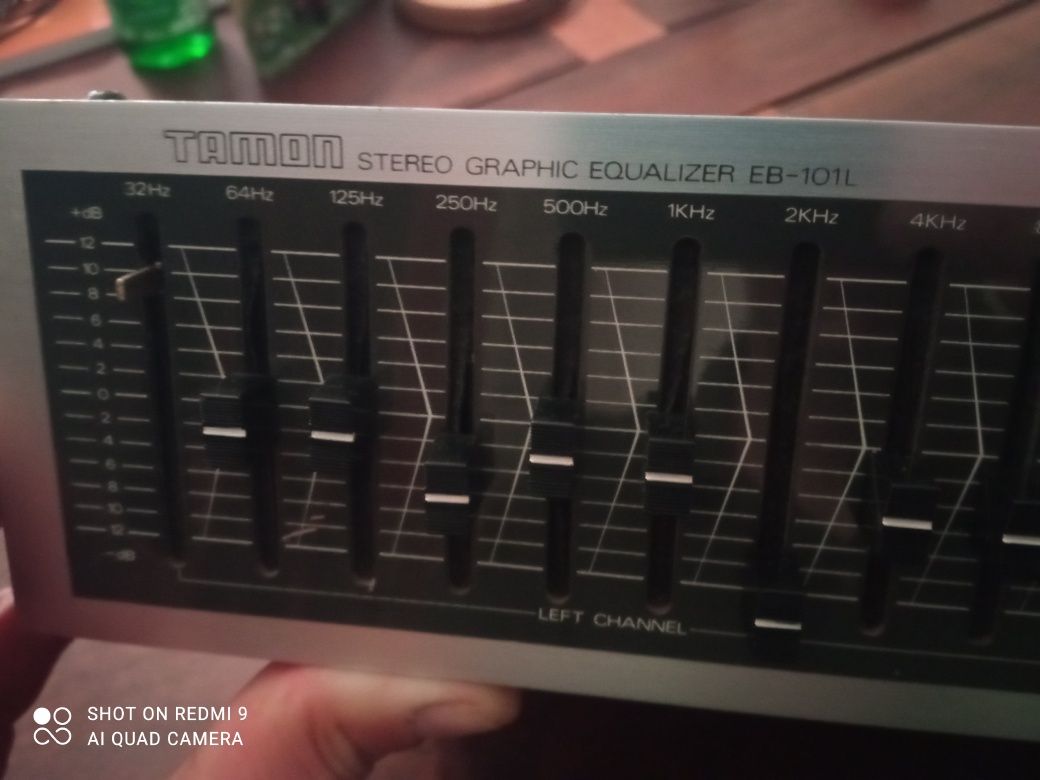 TAMON STEREO GRAPHIC EQUALIZER EB-101L
32Hz 64Hz 125Hz 250Hz 500Hz 1KHz 2KHz 4KHz
+dB
12
10
8
6
4
2
0
2
4
6
8
10
12
-dB
LEFT CHANNEL
SHOT ON REDMI 9
AI QUAD CAMERA